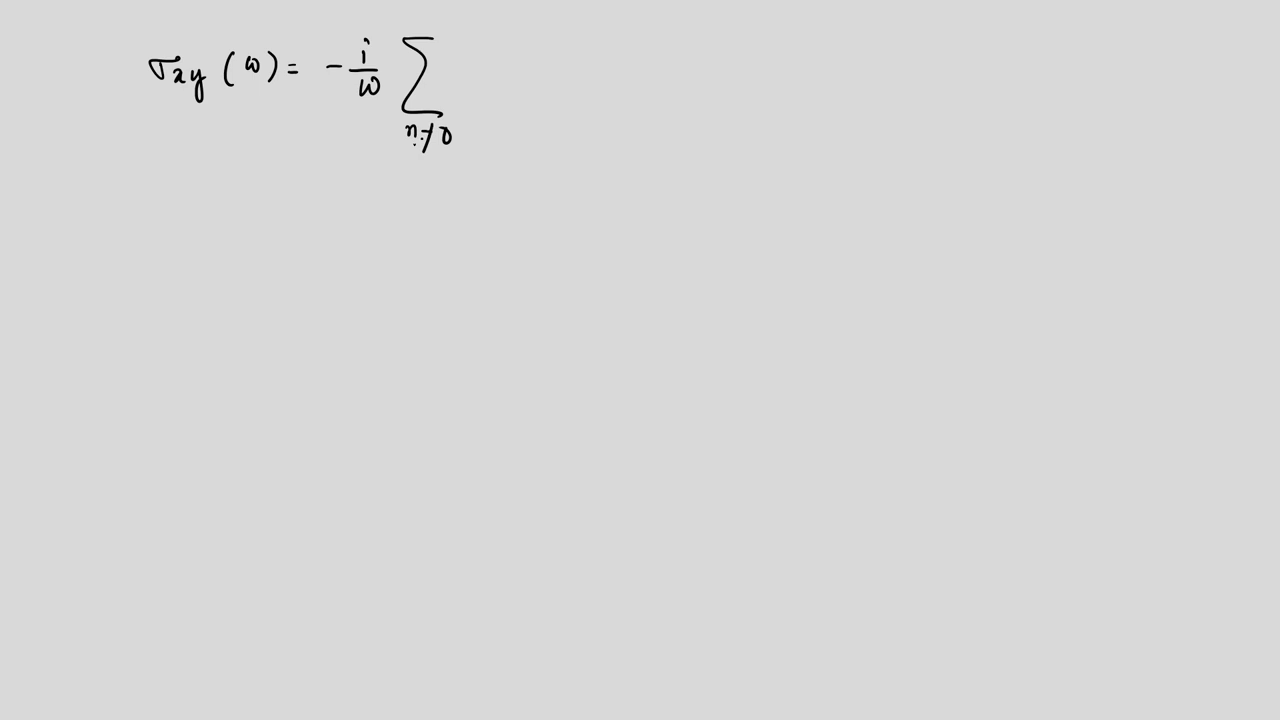 σxy (ω) = - i/ω ∑ n≠0